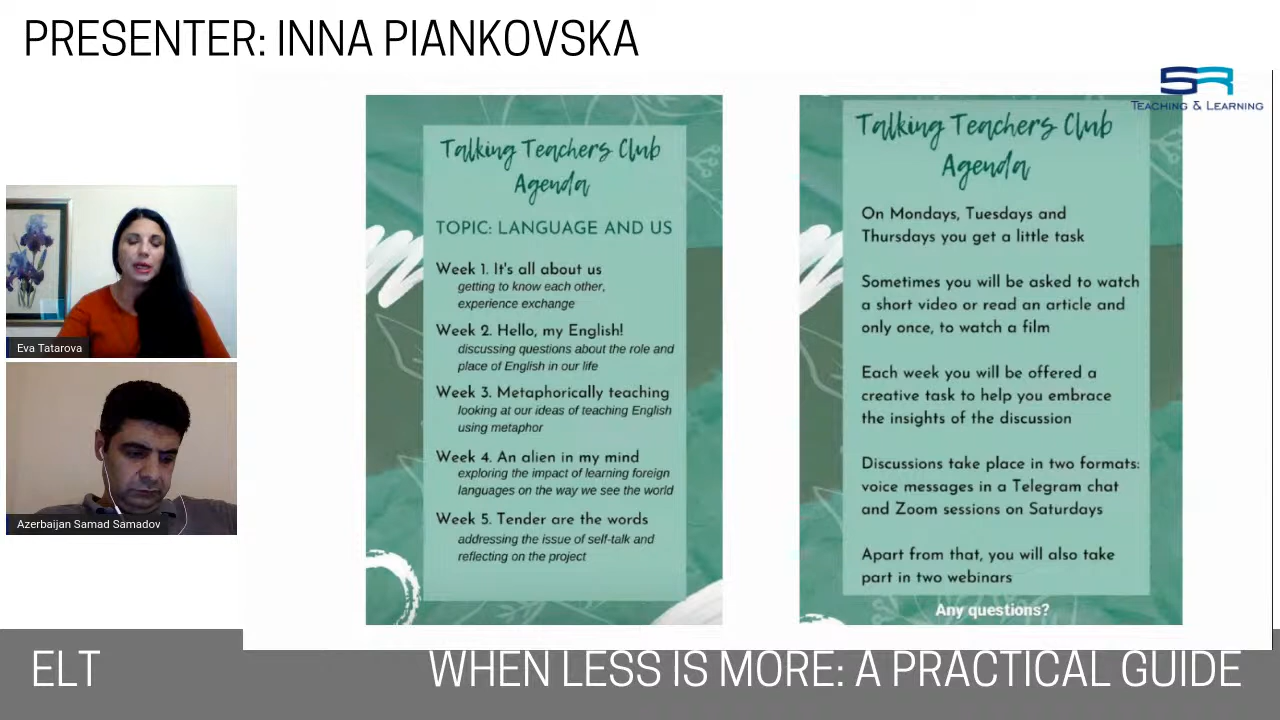 PRESENTER: INNA PIANKOVSKA
SR
TEACHING & LEARNING
Eva Tatarova
Azerbaijan Samad Samadov
Talking Teachers Club
Agenda
TOPIC: LANGUAGE AND US
Week 1. It's all about us
getting to know each other,
experience exchange
Week 2. Hello, my English!
discussing questions about the role and
place of English in our life
Week 3. Metaphorically teaching
looking at our ideas of teaching English
using metaphor
Week 4. An alien in my mind
exploring the impact of learning foreign
languages on the way we see the world
Week 5. Tender are the words
addressing the issue of self-talk and
reflecting on the project
Talking Teachers Club
Agenda
On Mondays, Tuesdays and
Thursdays you get a little task
Sometimes you will be asked to watch
a short video or read an article and
only once, to watch a film
Each week you will be offered a
creative task to help you embrace
the insights of the discussion
Discussions take place in two formats:
voice messages in a Telegram chat
and Zoom sessions on Saturdays
Apart from that, you will also take
part in two webinars
Any questions?
ELT
WHEN LESS IS MORE: A PRACTICAL GUIDE